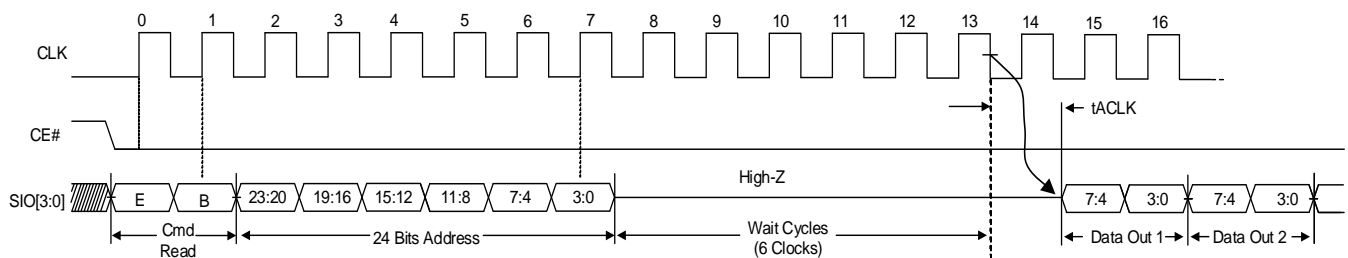 0 1 2 3 4 5 6 7 8 9 10 11 12 13 14 15 16
CLK
tACLK
CE#
High-Z
SIO[3:0] E B 23:20 19:16 15:12 11:8 7:4 3:0 7:4 3:0 7:4 3:0
Cmd Read
24 Bits Address
Wait Cycles
(6 Clocks)
Data Out 1 Data Out 2